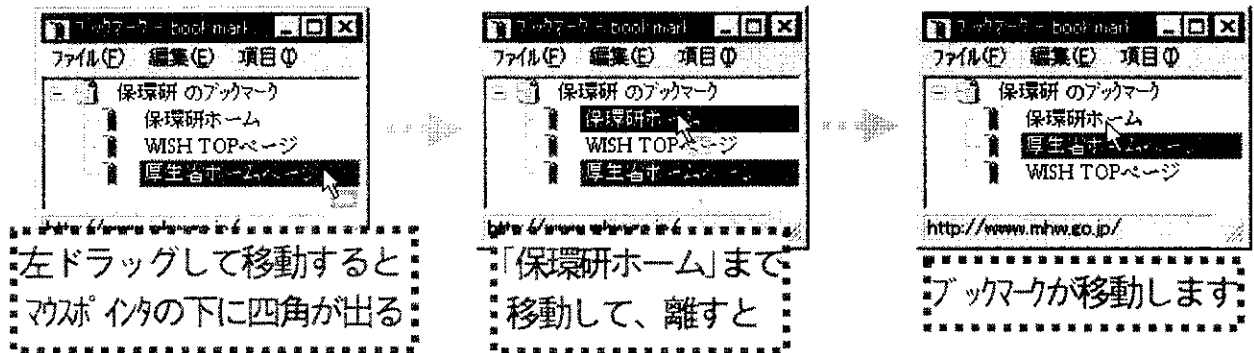 ブックマーク - bookmark
ファイル(F) 編集(E) 項目(I)
保環研 のブックマーク
保環研ホーム
WISH TOPページ
厚生省ホームページ
左ドラッグして移動すると
マウスポインタの下に四角が出る
ブックマーク - bookmark
ファイル(F) 編集(E) 項目(I)
保環研 のブックマーク
保環研ホーム
WISH TOPページ
厚生省ホームページ
「保環研ホーム」まで
移動して、離すと
ブックマーク - bookmark
ファイル(F) 編集(E) 項目(I)
保環研 のブックマーク
保環研ホーム
厚生省ホームページ
WISH TOPページ
http://www.mhw.go.jp/
ブックマークが移動します